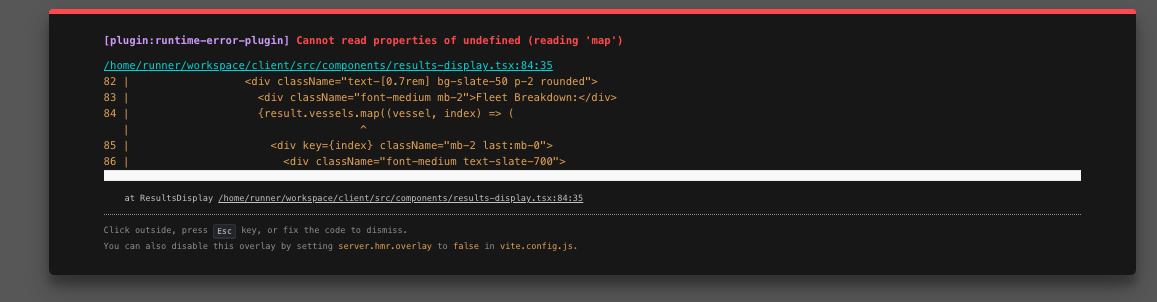 [plugin:runtime-error-plugin] Cannot read properties of undefined (reading 'map')
/home/runner/workspace/client/src/components/results-display.tsx:84:35
82 |                  <div className="text-[0.7rem] bg-slate-50 p-2 rounded">
83 |                    <div className="font-medium mb-2">Fleet Breakdown:</div>
84 |                    {result.vessels.map((vessel, index) => (
   |                                   ^
85 |                      <div key={index} className="mb-2 last:mb-0">
86 |                        <div className="font-medium text-slate-700">
at ResultsDisplay /home/runner/workspace/client/src/components/results-display.tsx:84:35
Click outside, press Esc key, or fix the code to dismiss.
You can also disable this overlay by setting server.hmr.overlay to false in vite.config.js.